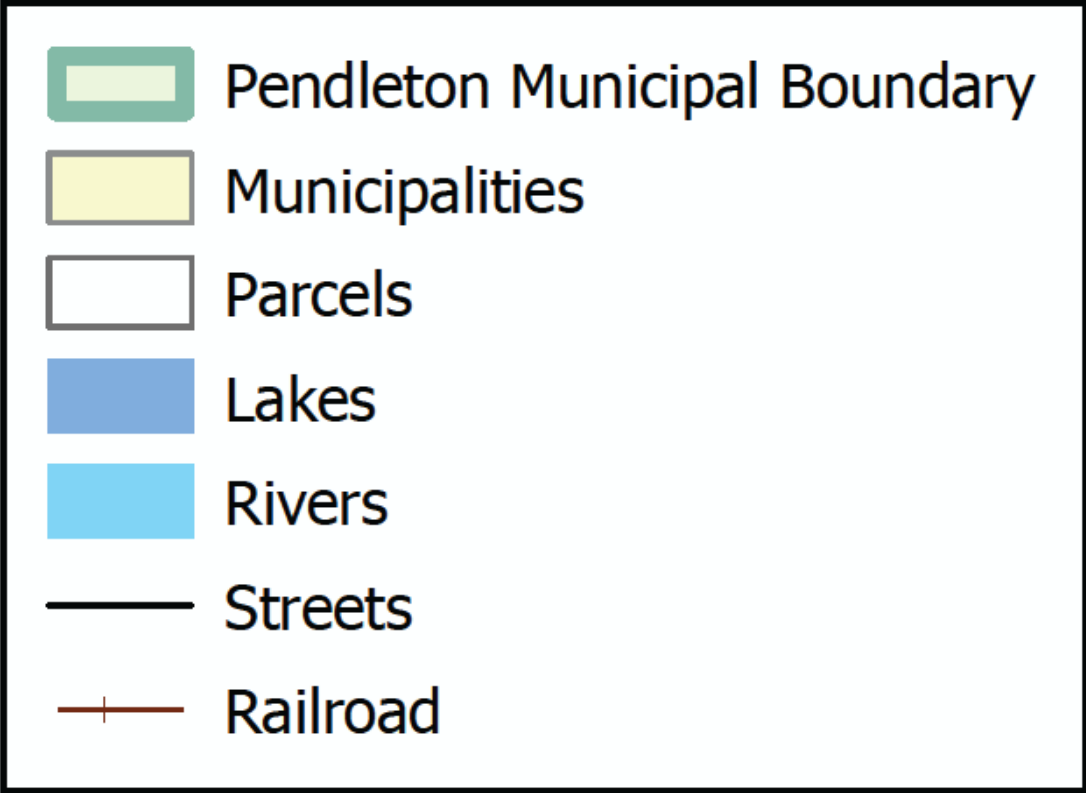 Pendleton Municipal Boundary
Municipalities
Parcels
Lakes
Rivers
Streets
Railroad